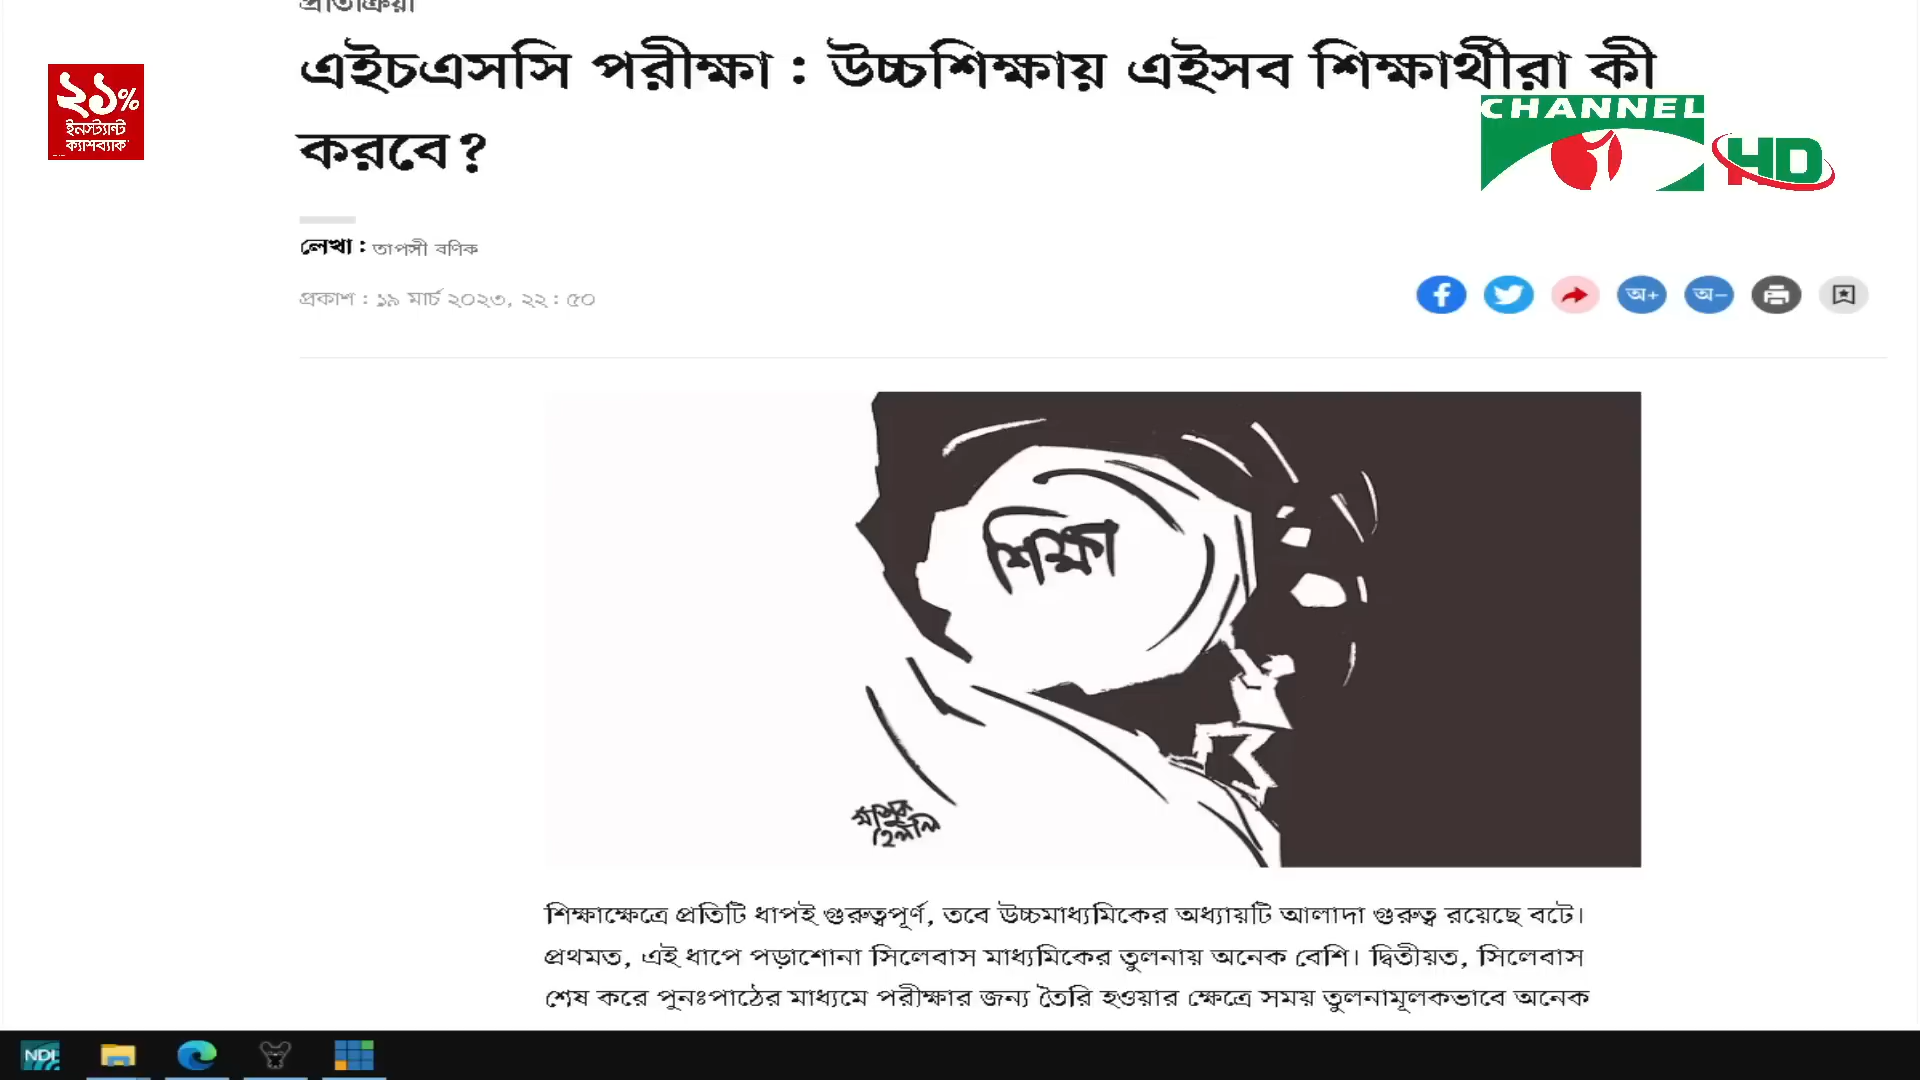 প্রতিক্রিয়া
এইচএসসি পরীক্ষা : উচ্চশিক্ষায় এইসব শিক্ষার্থীরা কী
করবে?
২১%
ইনস্ট্যান্ট
ক্যাশব্যাক
CHANNEL
HD
লেখা : তাপসী বণিক
প্রকাশ : ১৯ মার্চ ২০২৩, ২২ : ৫০
অ+ অ−
শিক্ষা
মাসুক
হেলাল
শিক্ষাক্ষেত্রে প্রতিটি ধাপই গুরুত্বপূর্ণ, তবে উচ্চমাধ্যমিকের অধ্যায়টি আলাদা গুরুত্ব রয়েছে বটে।
প্রথমত, এই ধাপে পড়াশোনা সিলেবাস মাধ্যমিকের তুলনায় অনেক বেশি। দ্বিতীয়ত, সিলেবাস
শেষ করে পুনঃপাঠের মাধ্যমে পরীক্ষার জন্য তৈরি হওয়ার ক্ষেত্রে সময় তুলনামূলকভাবে অনেক
NDI